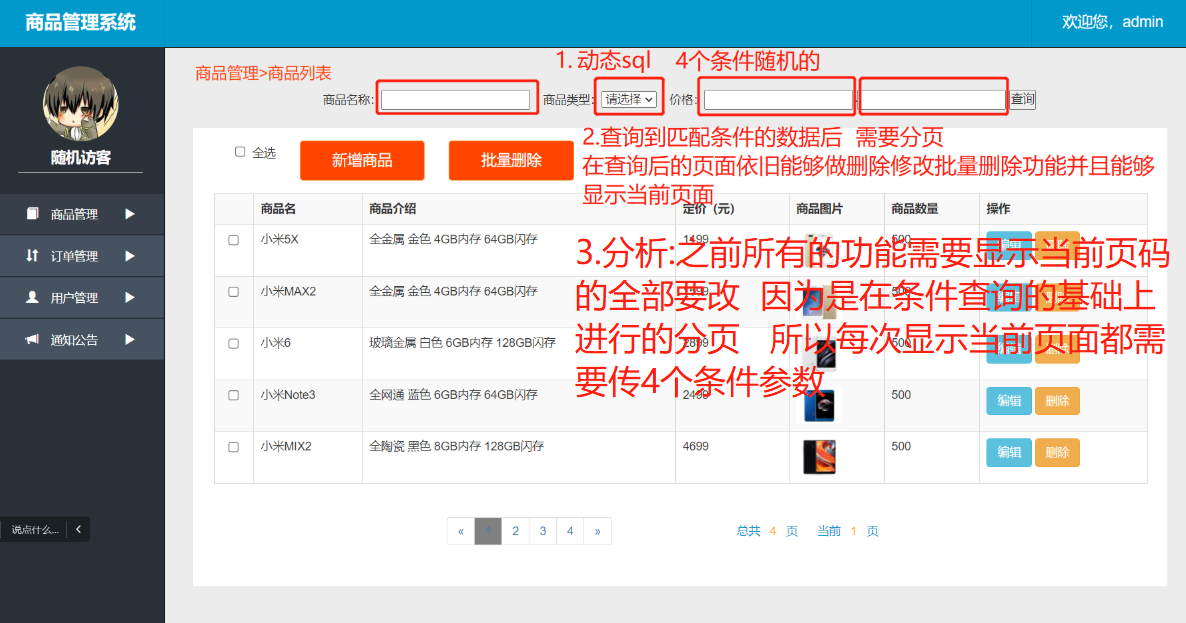 商品管理系统
欢迎您，admin
1. 动态sql 4个条件随机的
商品管理>商品列表
商品名称: 商品类型: 请选择 价格: 查询
2.查询到匹配条件的数据后 需要分页
在查询后的页面依旧能够做删除修改批量删除功能并且能够
显示当前页面
全选 新增商品 批量删除
随机访客
商品管理
订单管理
用户管理
通知公告
商品名 商品介绍 定价（元） 商品图片 商品数量 操作
小米5X 全金属 金色 4GB内存 64GB闪存 1499 500 编辑 删除
3.分析:之前所有的功能需要显示当前页码
的全部要改 因为是在条件查询的基础上
进行的分页 所以每次显示当前页面都需
要传4个条件参数
小米MAX2 全金属 金色 4GB内存 64GB闪存
小米6 玻璃金属 白色 6GB内存 128GB闪存 2899 500
小米Note3 全网通 蓝色 6GB内存 64GB闪存 2499 500 编辑 删除
小米MIX2 全陶瓷 黑色 8GB内存 128GB闪存 4699 500 编辑 删除
说点什么...
« 1 2 3 4 »
总共 4 页 当前 1 页